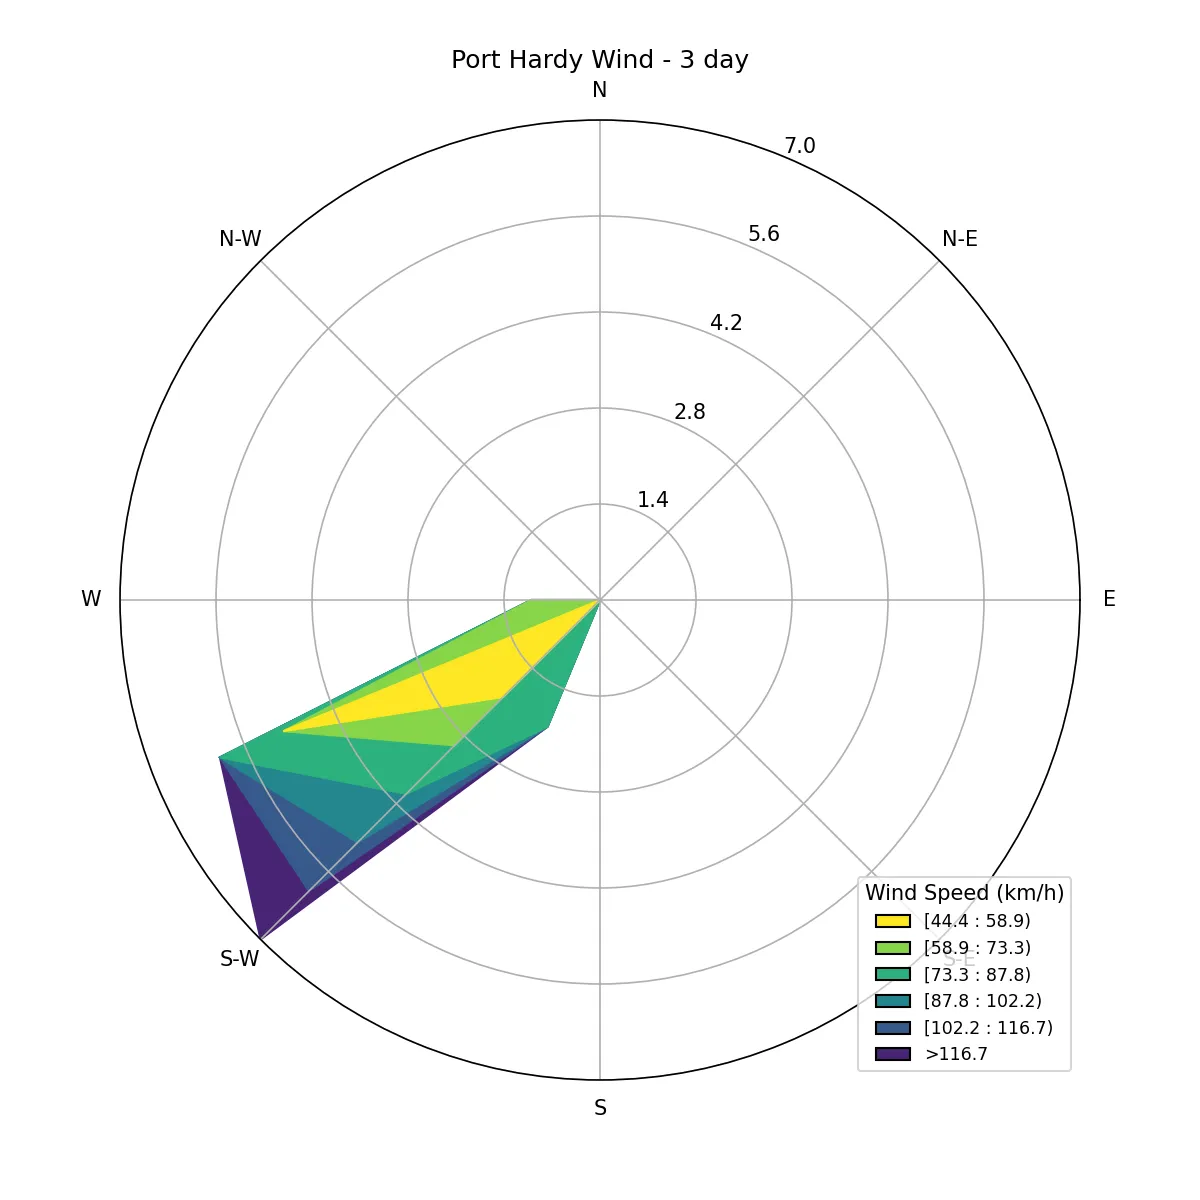 Port Hardy Wind - 3 day
N
7.0
N-W
N-E
5.6
4.2
2.8
1.4
W
E
S-W
S-E
Wind Speed (km/h)
[44.4 : 58.9)
[58.9 : 73.3)
[73.3 : 87.8)
[87.8 : 102.2)
[102.2 : 116.7)
>116.7
S